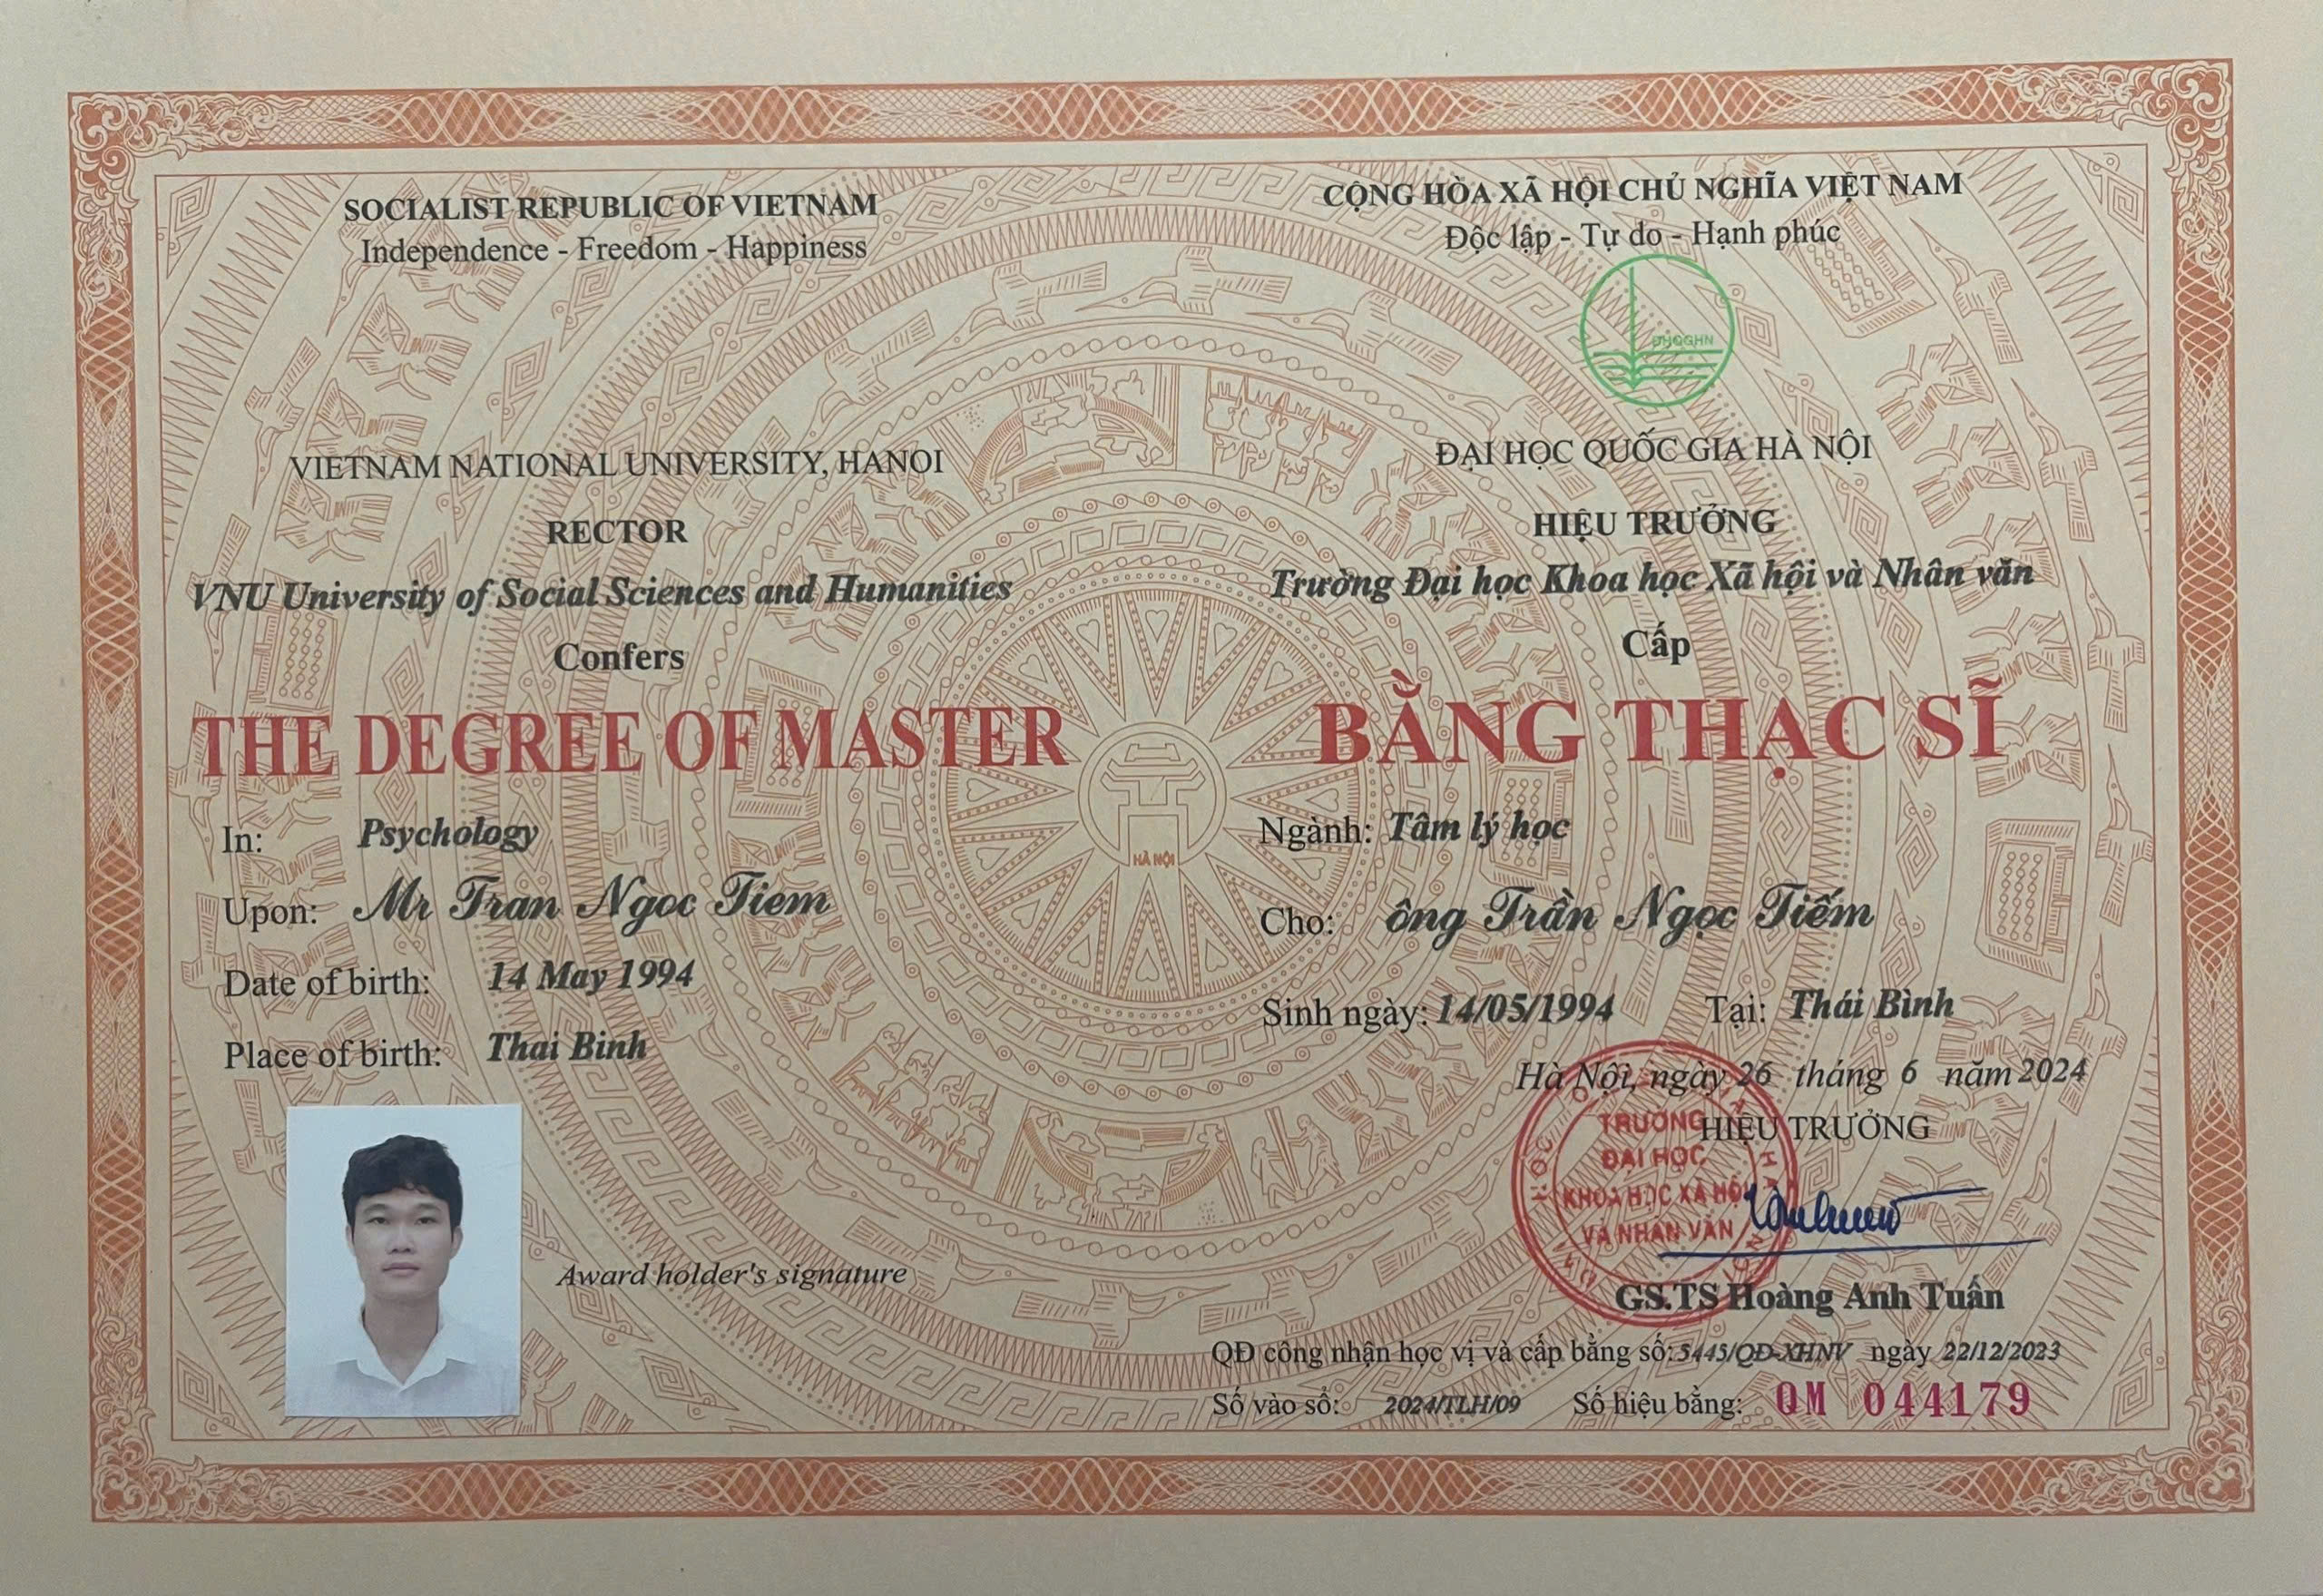 SOCIALIST REPUBLIC OF VIETNAM
Independence - Freedom - Happiness
VIETNAM NATIONAL UNIVERSITY, HANOI
RECTOR
VNU University of Social Sciences and Humanities
Confers
THE DEGREE OF MASTER
In: Psychology
Upon: Mr Tran Ngoc Tiem
Date of birth: 14 May 1994
Place of birth: Thai Binh
Award holder's signature
CỘNG HÒA XÃ HỘI CHỦ NGHĨA VIỆT NAM
Độc lập - Tự do - Hạnh phúc
ĐHQGHN
ĐẠI HỌC QUỐC GIA HÀ NỘI
HIỆU TRƯỞNG
Trường Đại học Khoa học Xã hội và Nhân văn
Cấp
BẰNG THẠC SĨ
Ngành: Tâm lý học
Cho: ông Trần Ngọc Tiếm
Sinh ngày: 14/05/1994 Tại: Thái Bình
Hà Nội, ngày 26 tháng 6 năm 2024
HIỆU TRƯỞNG
TRƯỜNG
ĐẠI HỌC
KHOA HỌC XÃ HỘI
VÀ NHÂN VĂN
GS.TS Hoàng Anh Tuấn
QĐ công nhận học vị và cấp bằng số: 5445/QĐ-XHNV ngày 22/12/2023
Số vào sổ: 2024/TLH/09 Số hiệu bằng: QM 044179
HÀ NỘI